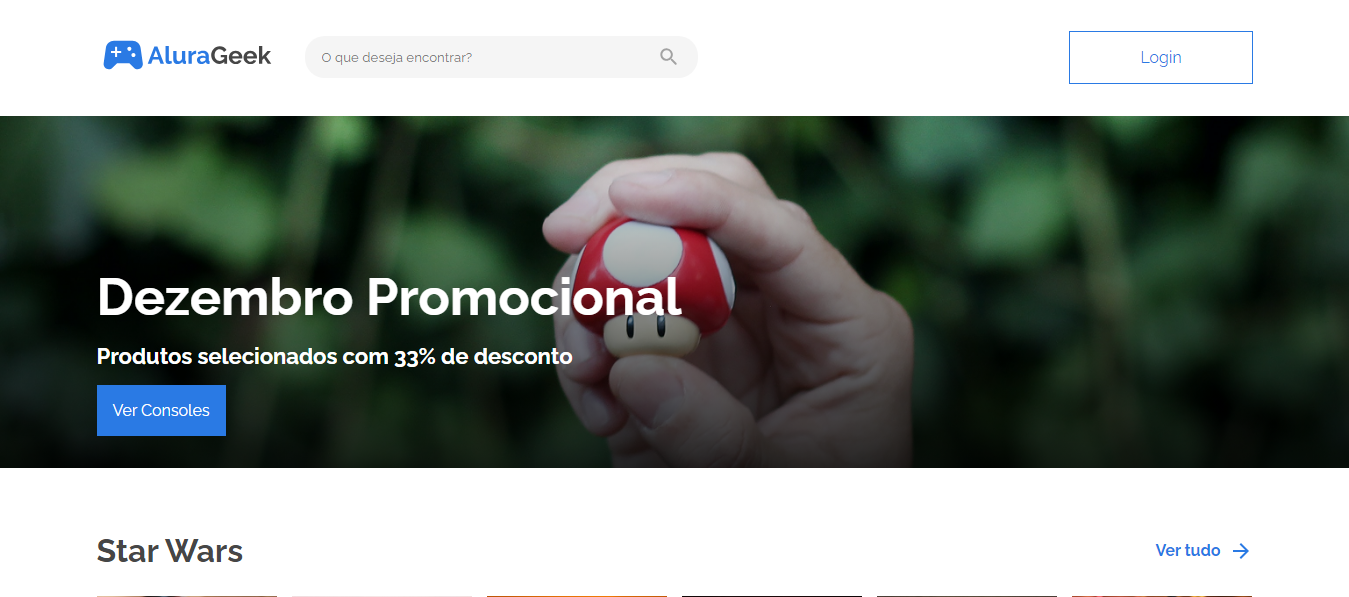 AluraGeek
O que deseja encontrar?
Login
Dezembro Promocional
Produtos selecionados com 33% de desconto
Ver Consoles
Star Wars
Ver tudo